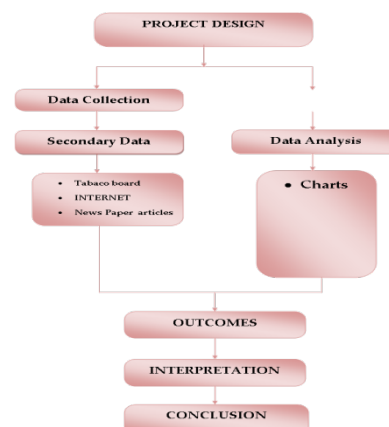 PROJECT DESIGN
Data Collection
Secondary Data
Data Analysis
• Tabaco board
• INTERNET
• News Paper articles
• Charts
OUTCOMES
INTERPRETATION
CONCLUSION